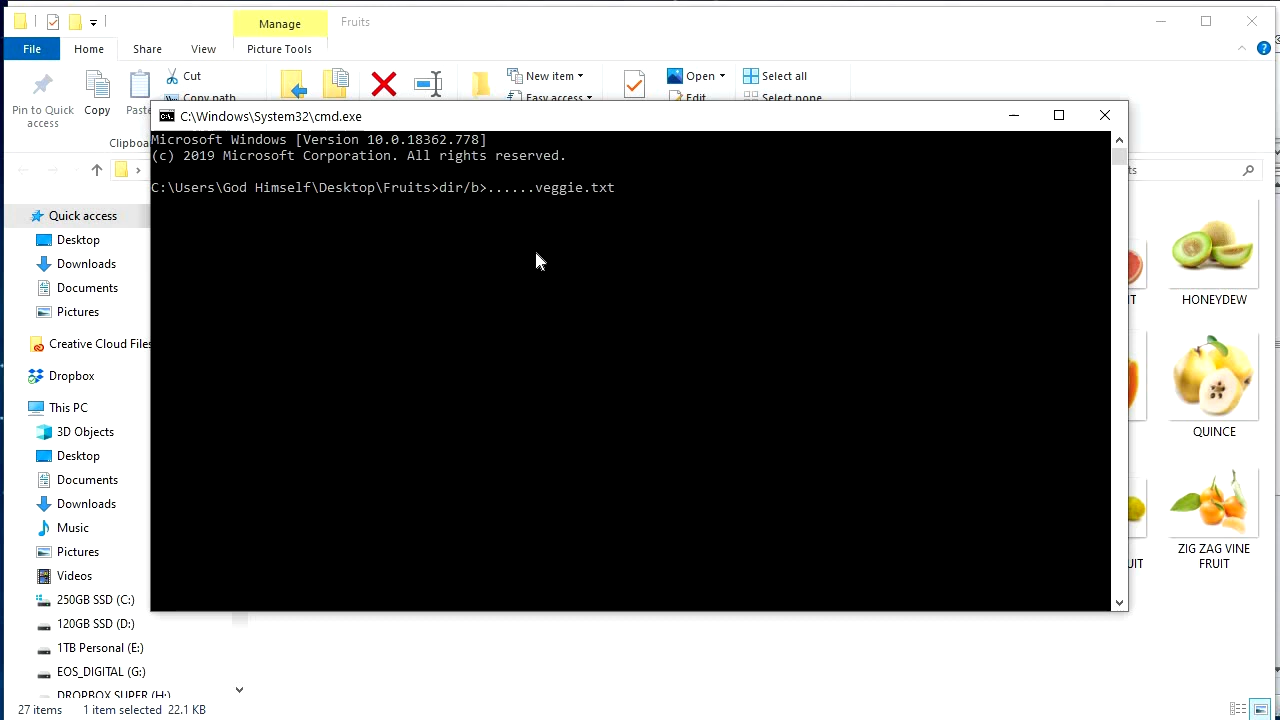 Manage
Fruits
File
Home
Share
View
Picture Tools
Pin to Quick access
Copy
Paste
Cut
Copy path
New item
Easy access
Open
Edit
Select all
Select none
C:\Windows\System32\cmd.exe
Microsoft Windows [Version 10.0.18362.778]
(c) 2019 Microsoft Corporation. All rights reserved.
C:\Users\God Himself\Desktop\Fruits>dir/b>......veggie.txt
Quick access
Desktop
Downloads
Documents
Pictures
Creative Cloud Files
Dropbox
This PC
3D Objects
Desktop
Documents
Downloads
Music
Pictures
Videos
250GB SSD (C:)
120GB SSD (D:)
1TB Personal (E:)
EOS_DIGITAL (G:)
DROPBOX SUPER (H:)
HONEYDEW
QUINCE
ZIG ZAG VINE
FRUIT
27 items
1 item selected 22.1 KB